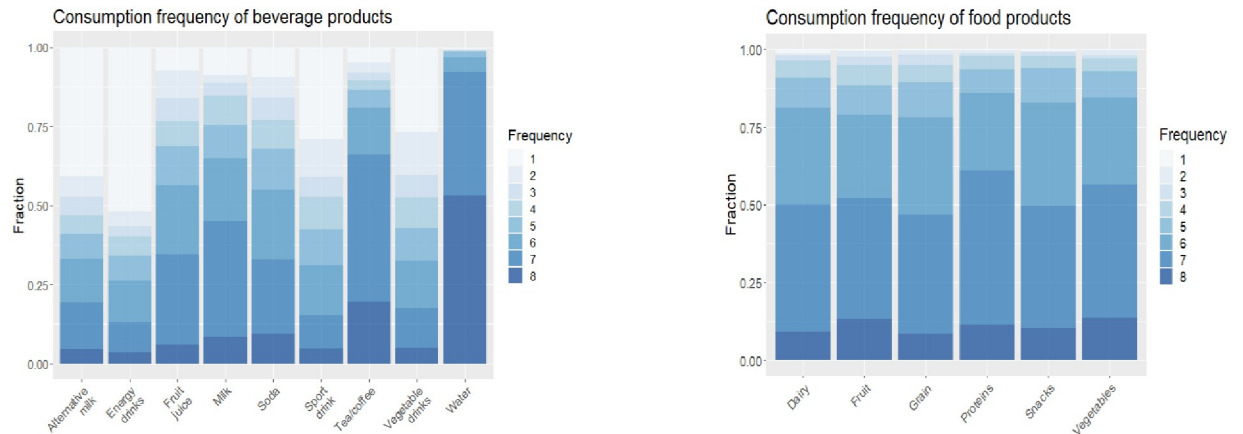 Consumption frequency of beverage products
1.00
0.75
0.50
0.25
0.00
Fraction
Alternative
milk
Energy
drinks
Fruit
juice
Milk
Soda
Sport
drink
Tea/coffee
Vegetable
drinks
Water
Frequency
1
2
3
4
5
6
7
8
Consumption frequency of food products
1.00
0.75
0.50
0.25
0.00
Fraction
Dairy
Fruit
Grain
Proteins
Snacks
Vegetables
Frequency
1
2
3
4
5
6
7
8